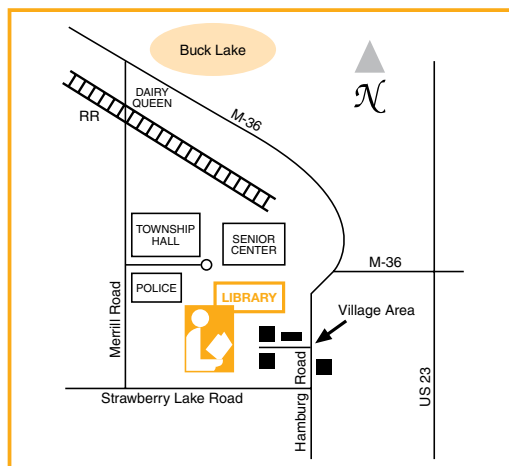 Buck Lake
DAIRY
QUEEN
M-36
N
RR
TOWNSHIP
HALL
SENIOR
CENTER
M-36
POLICE
LIBRARY
Village Area
Merrill Road
Hamburg Road
US 23
Strawberry Lake Road